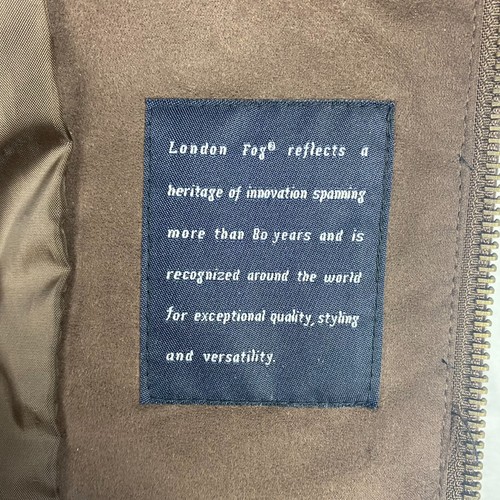 London Fog® reflects a
heritage of innovation spanning
more than 80 years and is
recognized around the world
for exceptional quality, styling
and versatility.